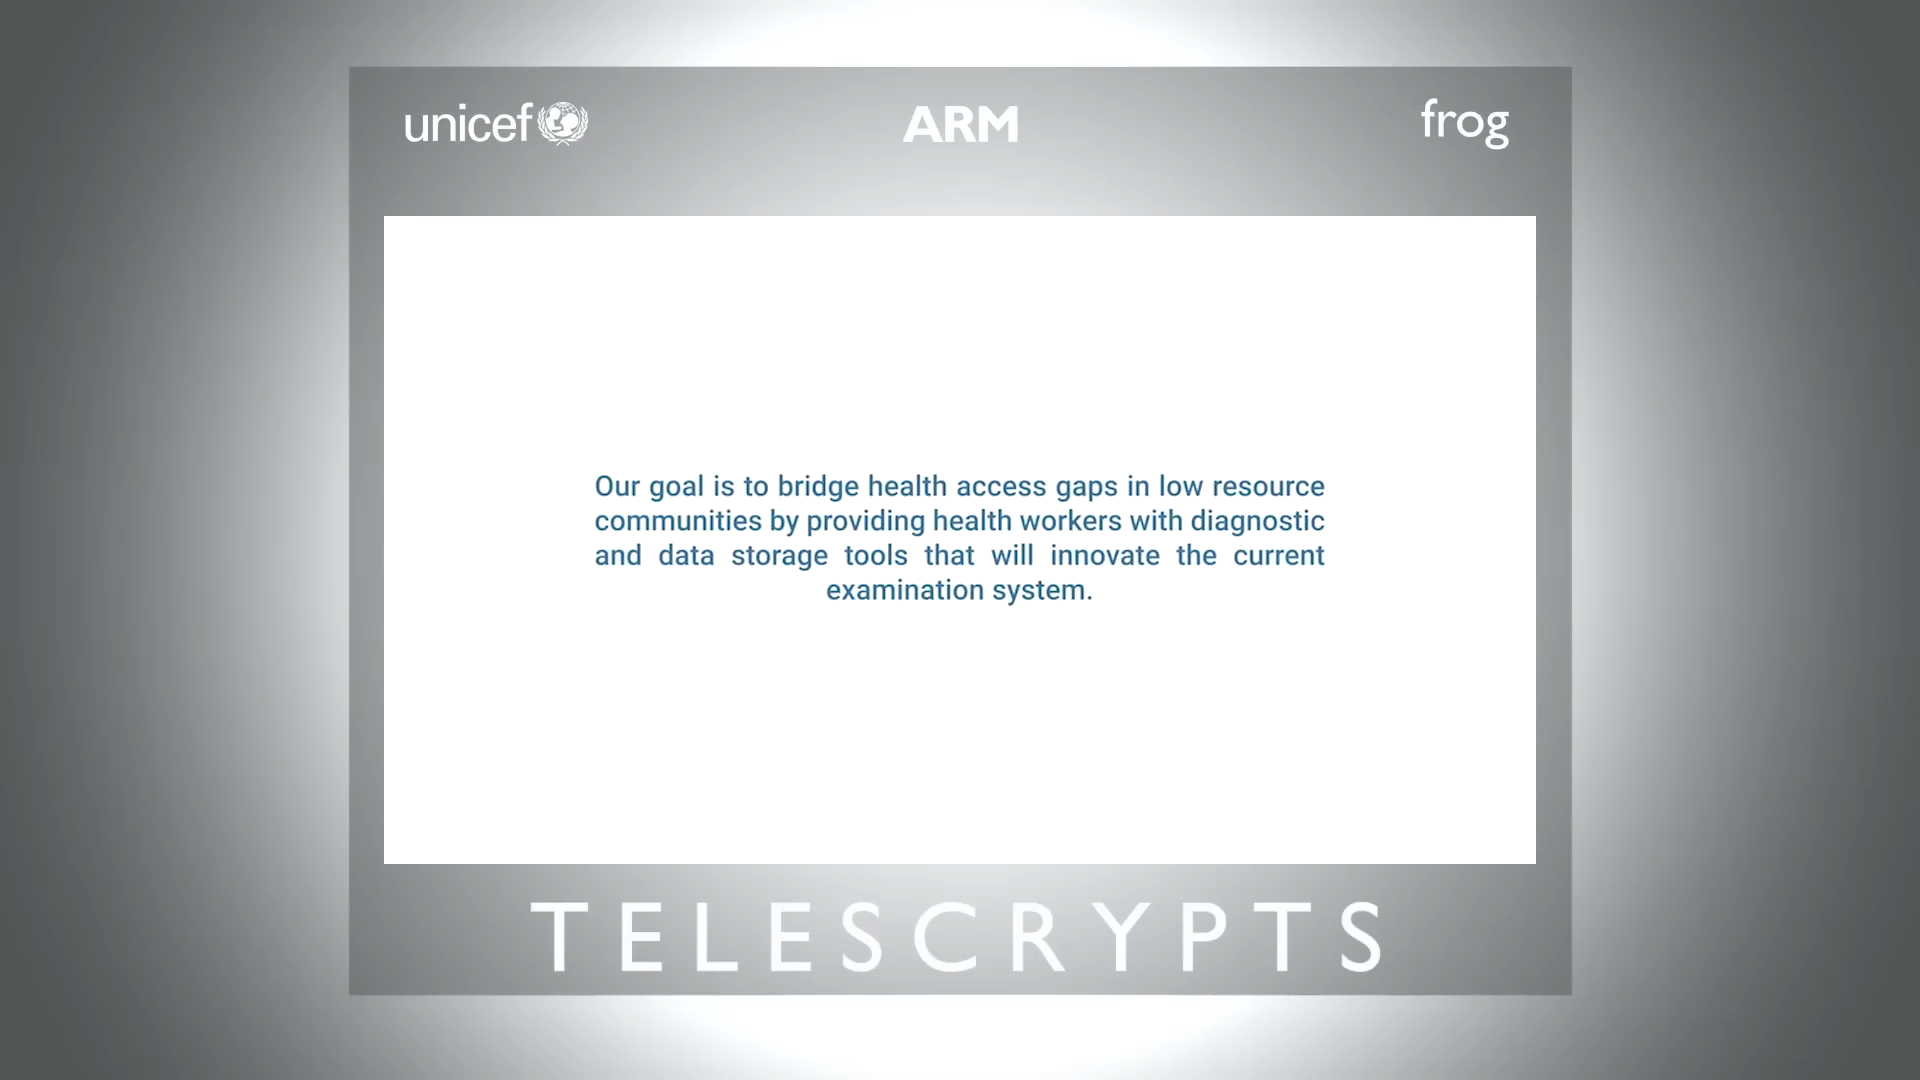 unicef
ARM
frog
Our goal is to bridge health access gaps in low resource
communities by providing health workers with diagnostic
and data storage tools that will innovate the current
examination system.
TELESCRYPTS